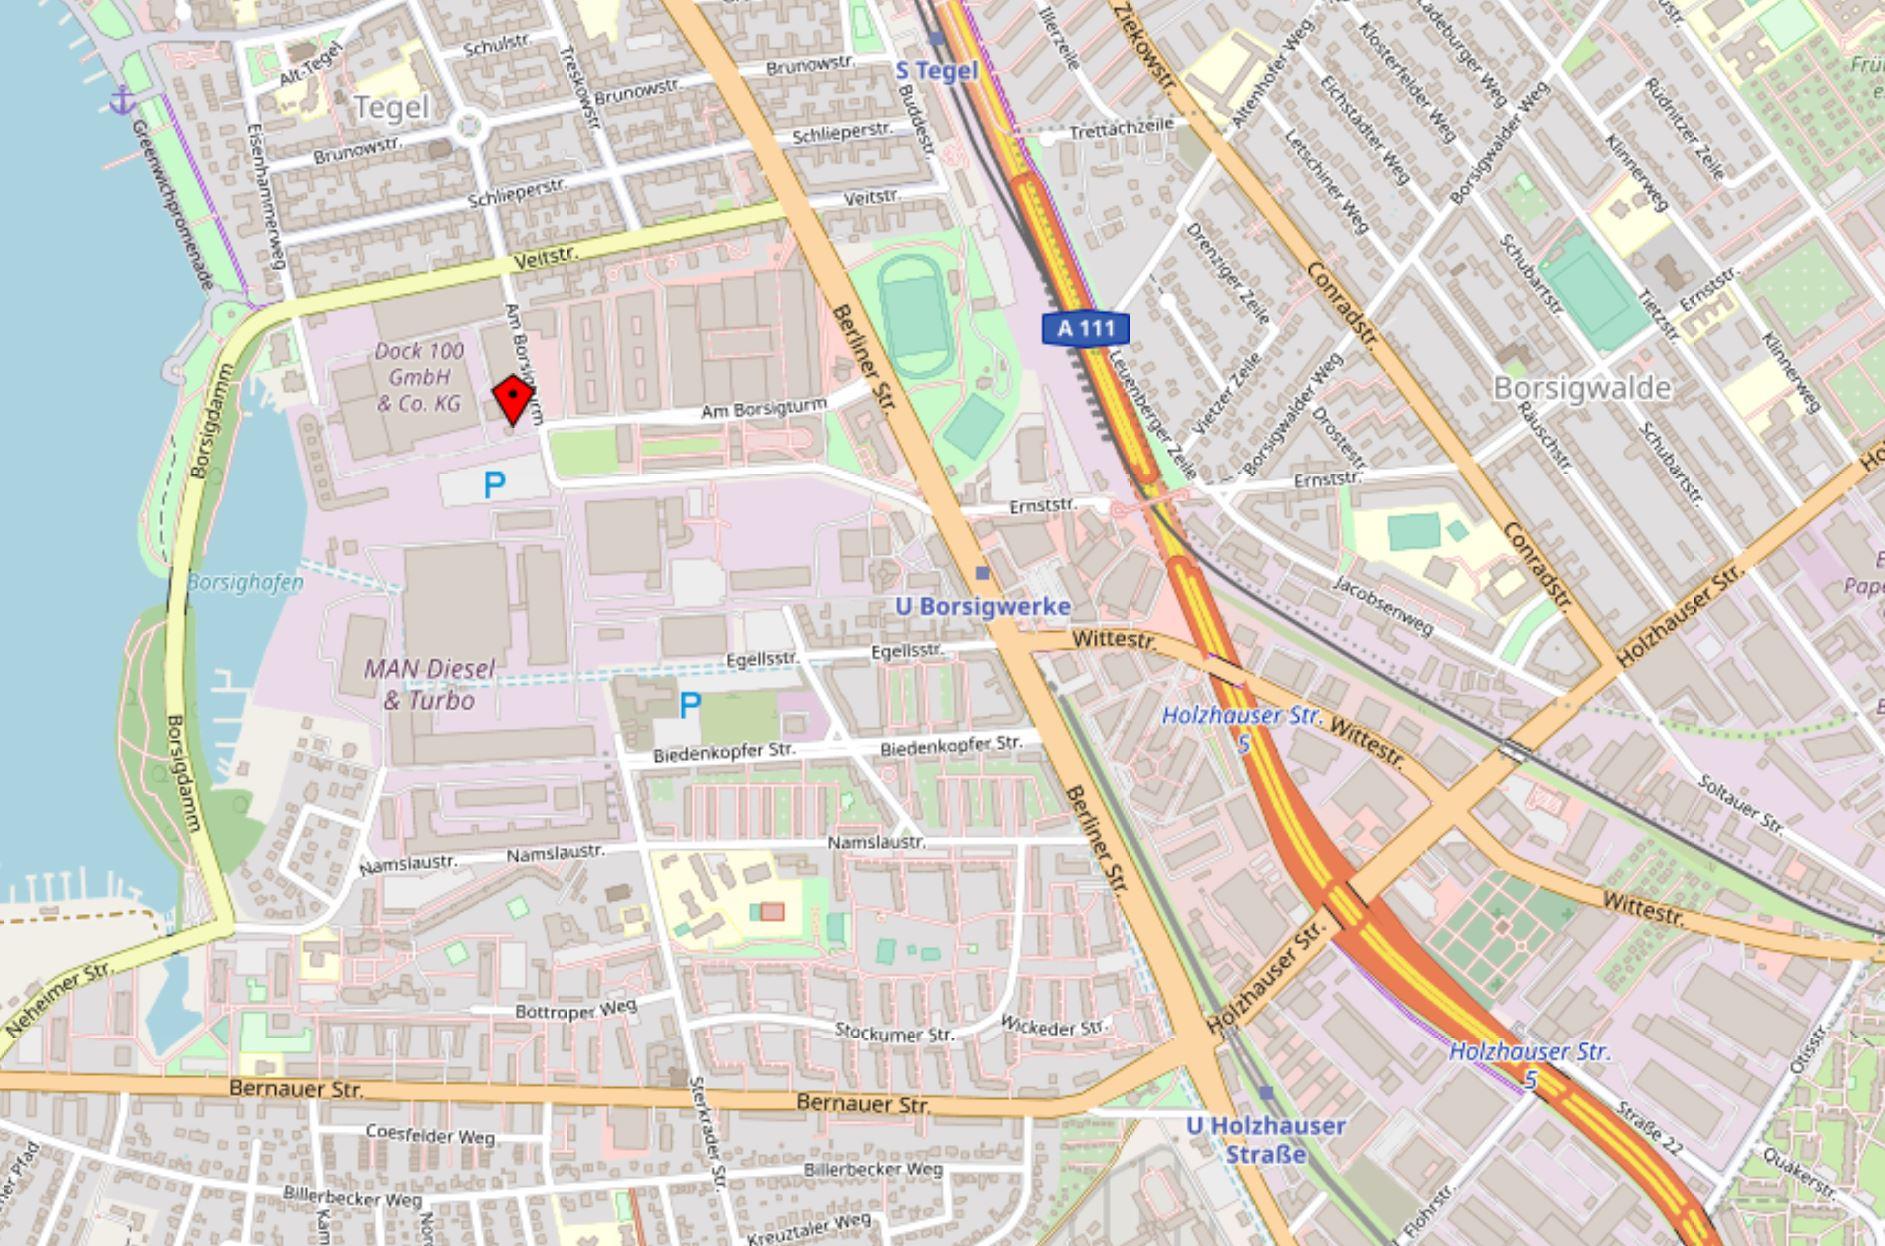 Tegel
Alt-Tegel
Schulstr.
Treskowstr.
Brunowstr.
Brunowstr.
Brunowstr.
Schlieperstr.
Schlieperstr.
Buddestr.
S Tegel
Illerzeile
Ziekowstr.
Trettachzeile
Altenhofer Weg
Klosterfelder Weg
Ladeburger Weg
Eichstädter Weg
Letschiner Weg
Borsigwalder Weg
Rüdnitzer Zeile
Klinnerweg
Greenwichpromenade
Eisenhammerweg
Veitstr.
Veitstr.
Am Borsigturm
Am Borsigturm
Dock 100
GmbH
& Co. KG
P
Berliner Str.
A 111
Drenziger Zeile
Conradstr.
Schubartstr.
Tietzstr.
Ernststr.
Klinnerweg
Borsigwalde
Leuenberger Zeile
Vietzer Zeile
Borsigwalder Weg
Drostestr.
Räuschstr.
Schubartstr.
Ernststr.
Ernststr.
Borsigdamm
Borsighofen
U Borsigwerke
Wittestr.
Jacobsenweg
Conradstr.
Holzhauser Str.
MAN Diesel
& Turbo
Egellsstr.
Egellsstr.
P
Biedenkopfer Str.
Biedenkopfer Str.
Holzhauser Str.
5
Wittestr.
Soltauer Str.
Borsigdamm
Berliner Str.
Namslaustr.
Namslaustr.
Namslaustr.
Wittestr.
Neheimer Str.
Bottroper Weg
Stockumer Str.
Wickeder Str.
Holzhauser Str.
Holzhauser Str.
5
Otisstr.
Bernauer Str.
Bernauer Str.
Sterkrader Str.
U Holzhauser
Straße
Straße 22
Quäkerstr.
Coesfelder Weg
Billerbecker Weg
Billerbecker Weg
Kreuztaler Weg
Flohrstr.